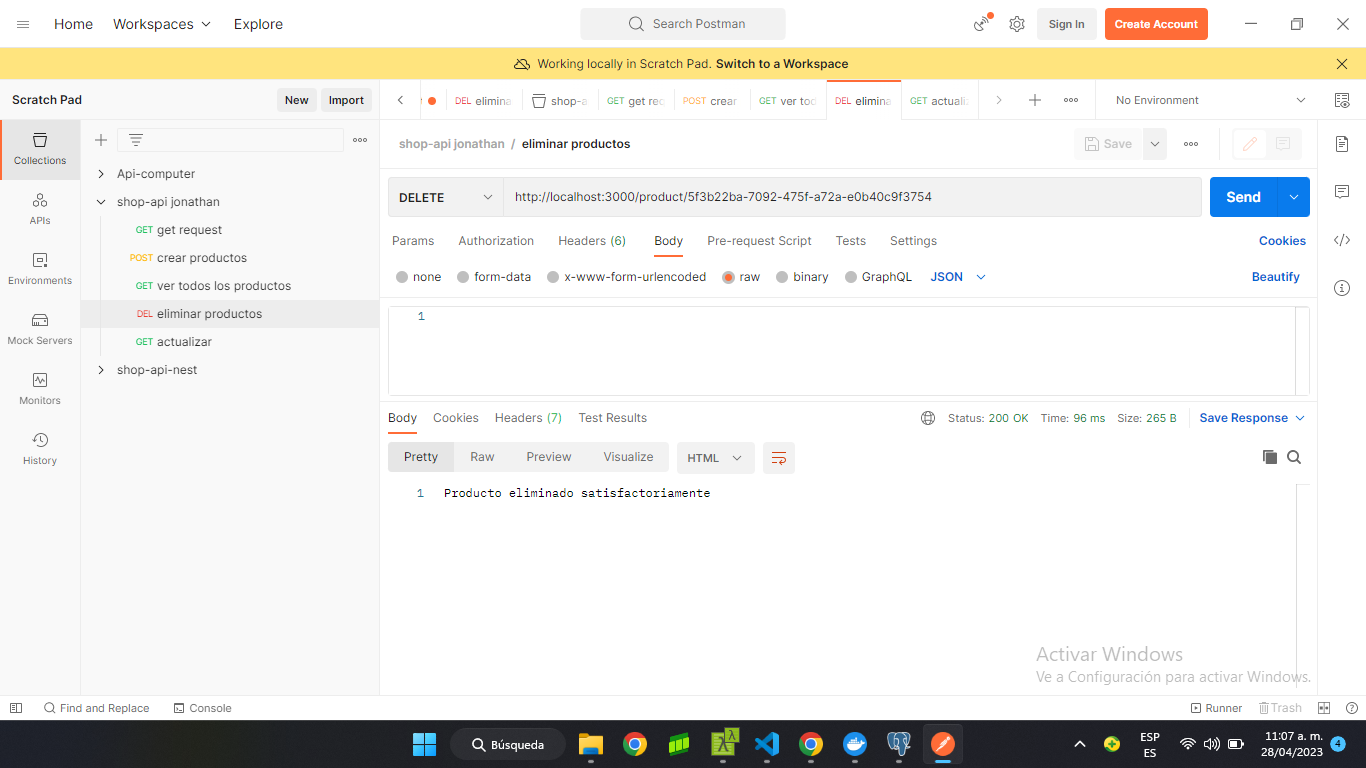 Home Workspaces Explore Search Postman Sign In Create Account
Working locally in Scratch Pad. Switch to a Workspace
Scratch Pad New Import
DEL elimina shop-a GET get req POST crear GET ver tod DEL elimina GET actualiz No Environment
Collections
APIs
Environments
Mock Servers
Monitors
History
Api-computer
shop-api jonathan
GET get request
POST crear productos
GET ver todos los productos
DEL eliminar productos
GET actualizar
shop-api-nest
shop-api jonathan / eliminar productos Save
DELETE http://localhost:3000/product/5f3b22ba-7092-475f-a72a-e0b40c9f3754 Send
Params Authorization Headers (6) Body Pre-request Script Tests Settings Cookies
none form-data x-www-form-urlencoded raw binary GraphQL JSON Beautify
1
Body Cookies Headers (7) Test Results Status: 200 OK Time: 96 ms Size: 265 B Save Response
Pretty Raw Preview Visualize HTML
1 Producto eliminado satisfactoriamente
Activar Windows
Ve a Configuración para activar Windows.
Find and Replace Console Runner Trash
Búsqueda ESP 11:07 a. m.
ES 28/04/2023 4